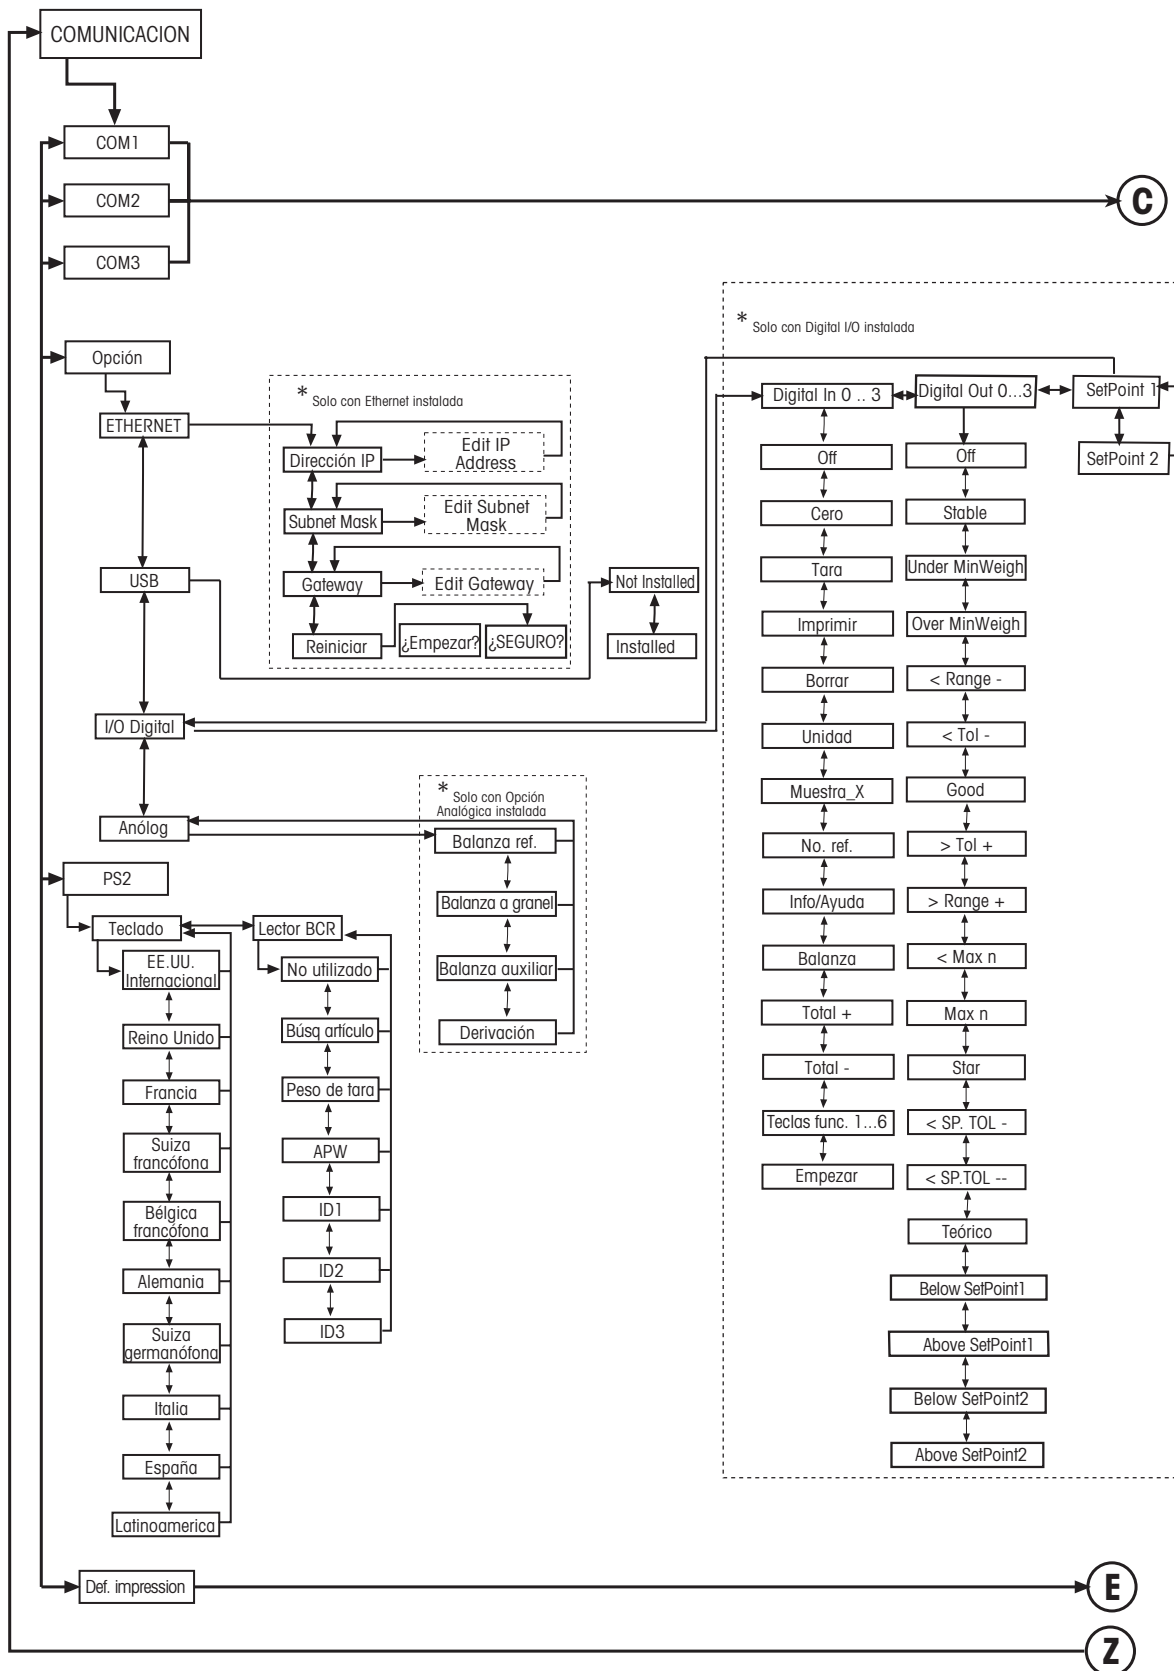 COMUNICACION
COM1
COM2
C
COM3
* Solo con Digital I/O instalada
Opción
* Solo con Ethernet instalada
ETHERNET
Dirección IP
Edit IP
Address
Subnet Mask
Edit Subnet
Mask
USB
Gateway
Edit Gateway
Not Installed
Reiniciar
¿Empezar?
¿SEGURO?
Installed
I/O Digital
* Solo con Opción
Analógica instalada
Anólog
Balanza ref.
Balanza a granel
Balanza auxiliar
Derivación
PS2
Teclado
EE.UU.
Internacional
Reino Unido
Francia
Suiza
francófona
Bélgica
francófona
Alemania
Suiza
germanófona
Italia
España
Latinoamerica
Lector BCR
No utilizado
Búsq artículo
Peso de tara
APW
ID1
ID2
ID3
Digital In 0 .. 3
Off
Cero
Tara
Imprimir
Borrar
Unidad
Muestra_X
No. ref.
Info/Ayuda
Balanza
Total +
Total -
Teclas func. 1...6
Empezar
Digital Out 0...3
Off
Stable
Under MinWeigh
Over MinWeigh
< Range -
< Tol -
Good
> Tol +
> Range +
< Max n
Max n
Star
< SP. TOL -
< SP.TOL --
Teórico
Below SetPoint1
Above SetPoint1
Below SetPoint2
Above SetPoint2
SetPoint 1
SetPoint 2
Def. impression
E
Z